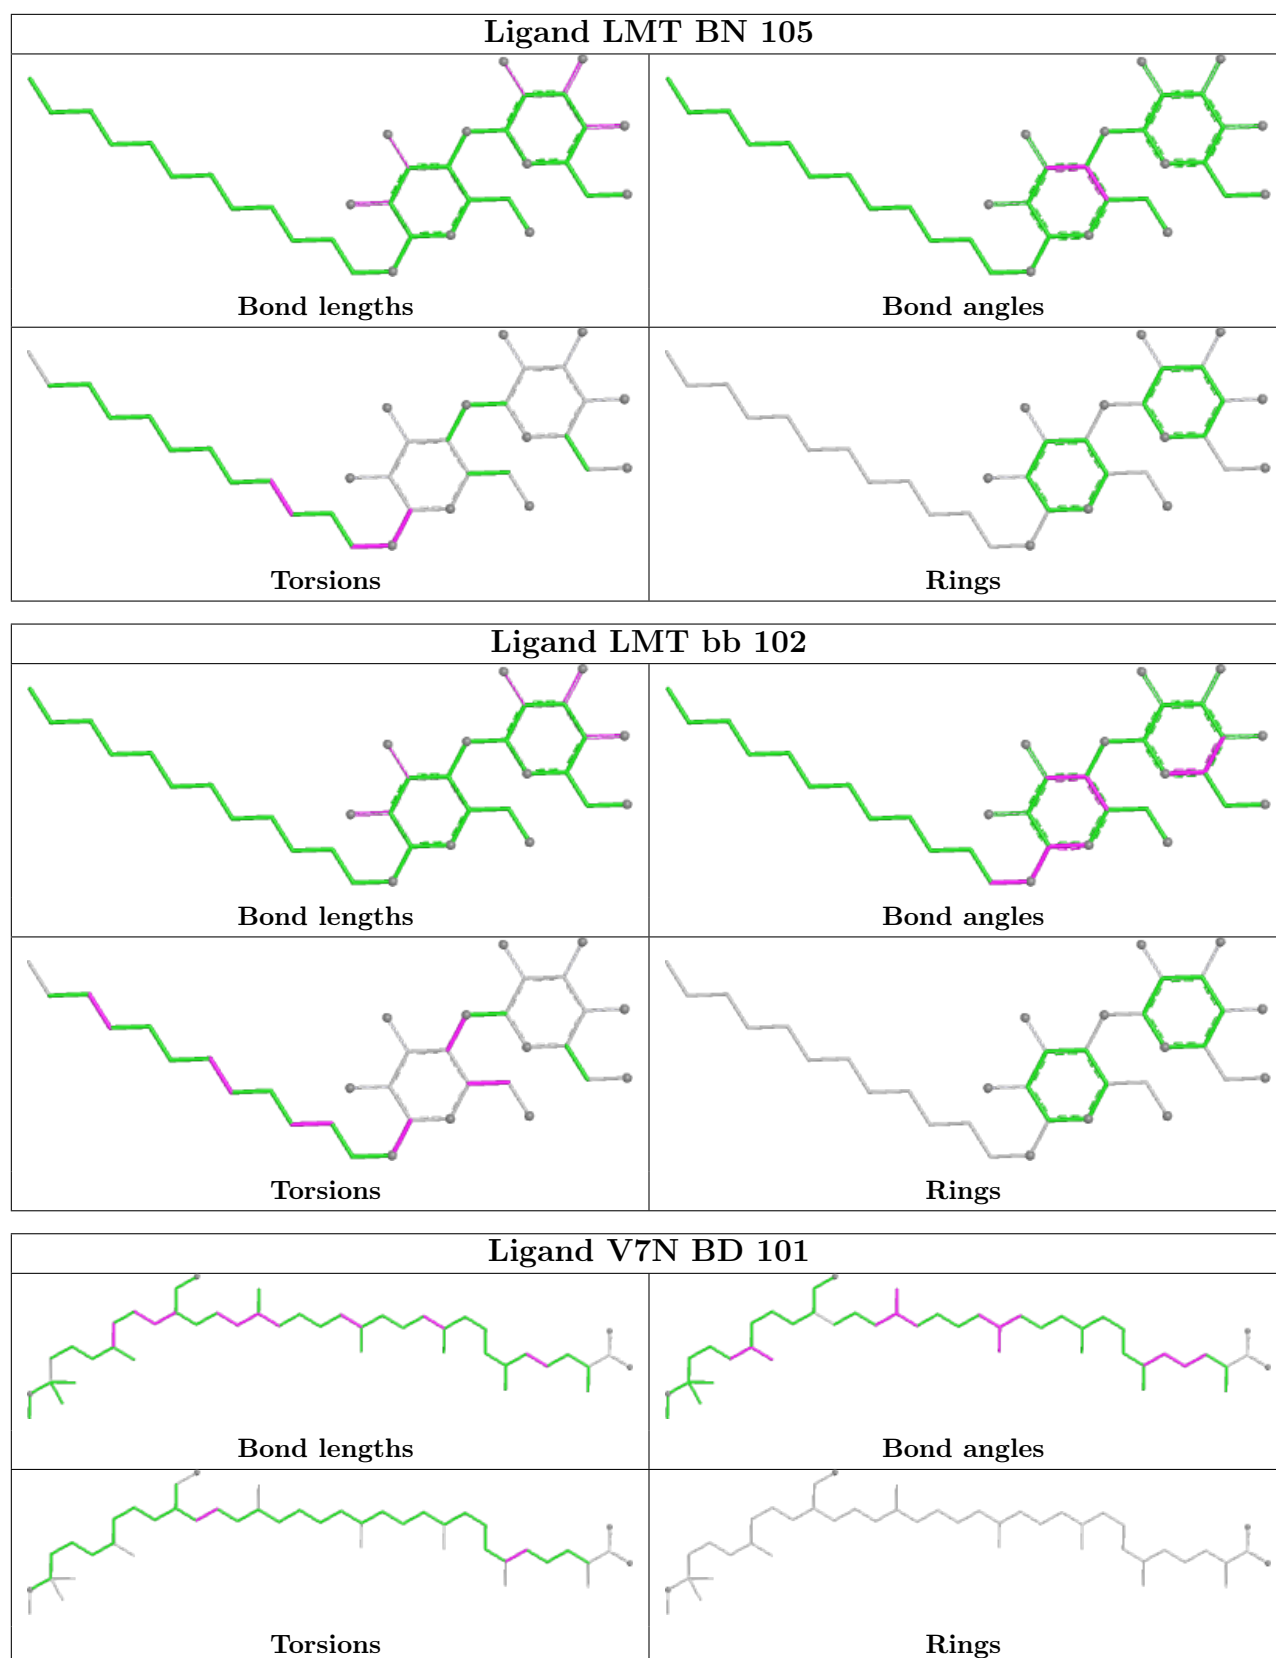 Ligand LMT BN 105
Bond lengths
Bond angles
Torsions
Rings
Ligand LMT bb 102
Bond lengths
Bond angles
Torsions
Rings
Ligand V7N BD 101
Bond lengths
Bond angles
Torsions
Rings